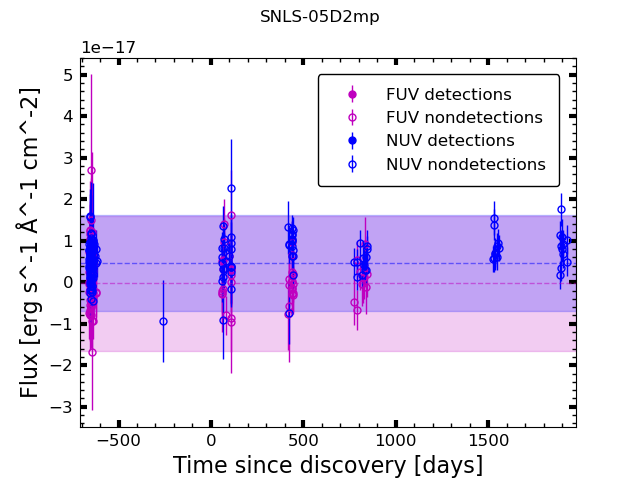 SNLS-05D2mp
1e−17
FUV detections
FUV nondetections
NUV detections
NUV nondetections
5
4
3
2
1
0
−1
−2
−3
−500
0
500
1000
1500
Flux [erg s^-1 Å^-1 cm^-2]
Time since discovery [days]